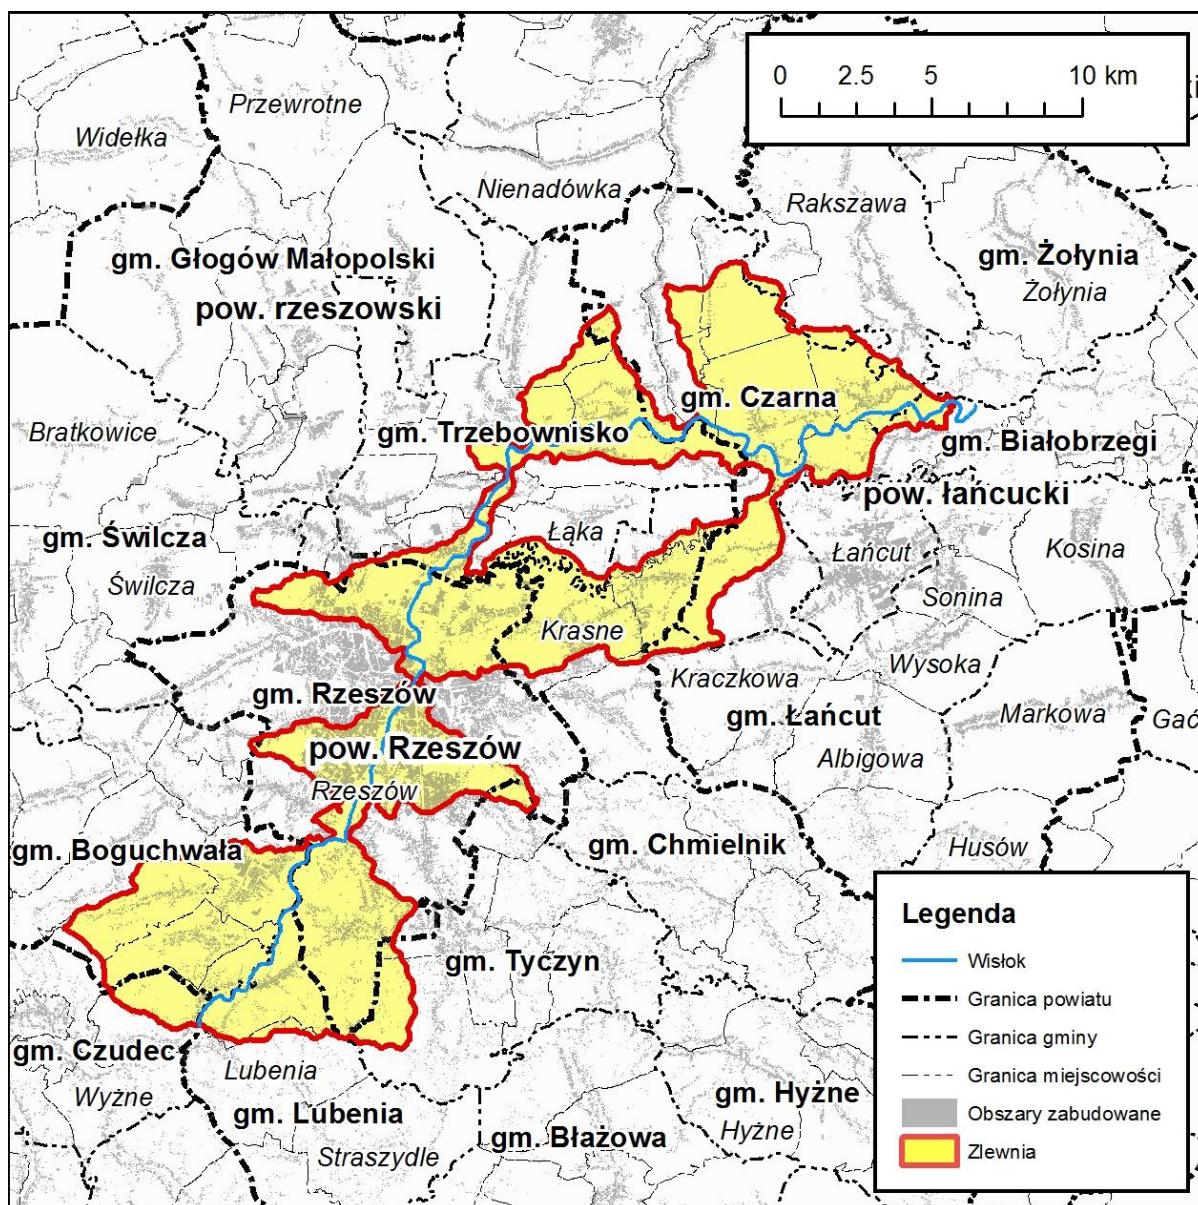 0 2.5 5 10 km
Przewrotne
Widełka
Nienadówka
Rakszawa
gm. Głogów Małopolski
gm. Żołynia
Żołynia
pow. rzeszowski
gm. Czarna
gm. Trzebownisko
Bratkowice
gm. Białobrzegi
pow. łańcucki
gm. Świlcza
Łąka
Łańcut
Kosina
Świlcza
Sonina
Krasne
Wysoka
Kraczkowa
gm. Rzeszów
gm. Łańcut
Markowa
Gać
pow. Rzeszów
Albigowa
Rzeszów
gm. Boguchwała
gm. Chmielnik
Husów
gm. Tyczyn
gm. Czudec
Lubenia
Wyżne
gm. Lubenia
gm. Hyżne
Hyżne
gm. Błażowa
Straszydle
Legenda
Wisłok
Granica powiatu
Granica gminy
Granica miejscowości
Obszary zabudowane
Zlewnia